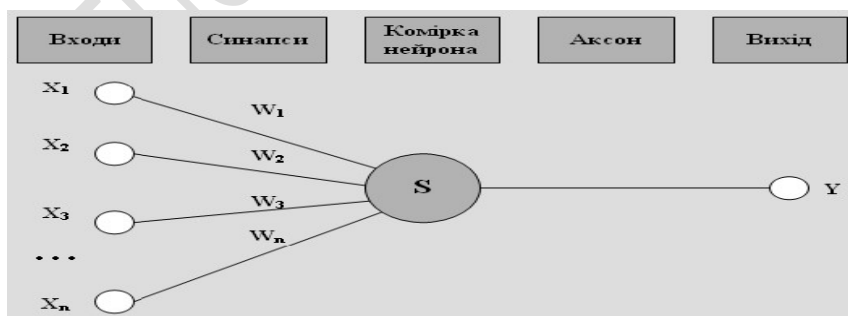 Входи
Синапси
Комірка
нейрона
Аксон
Вихід
X₁
W₁
X₂
W₂
S
Y
X₃
W₃
Wₙ
...
Xₙ